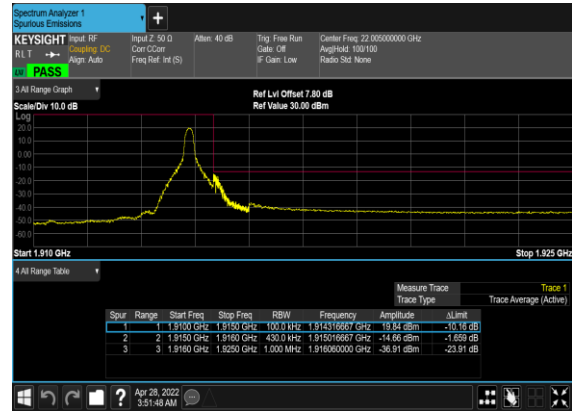 Spectrum Analyzer 1
Spurious Emissions
+
KEYSIGHT Input: RF Input Z: 50 Ω Atten: 40 dB Trig: Free Run Center Freq: 22.005000000 GHz
RLT Coupling: DC Corr CCorr Gate: Off Avg|Hold: 100/100
Align: Auto Freq Ref: Int (S) IF Gain: Low Radio Std: None
PASS
3 All Range Graph
Ref Lvl Offset 7.80 dB
Scale/Div 10.0 dB Ref Value 30.00 dBm
Log
20.0
10.0
0.00
-10.0
-20.0
-30.0
-40.0
-50.0
-60.0
Start 1.910 GHz Stop 1.925 GHz
4 All Range Table
Measure Trace Trace 1
Trace Type Trace Average (Active)
Spur Range Start Freq Stop Freq RBW Frequency Amplitude ΔLimit
1 1 1.9100 GHz 1.9150 GHz 100.0 kHz 1.914316667 GHz 19.84 dBm -10.16 dB
2 2 1.9150 GHz 1.9160 GHz 430.0 kHz 1.915016667 GHz -14.66 dBm -1.659 dB
3 3 1.9160 GHz 1.9250 GHz 1.000 MHz 1.916060000 GHz -36.91 dBm -23.91 dB
? Apr 28, 2022
3:51:48 AM